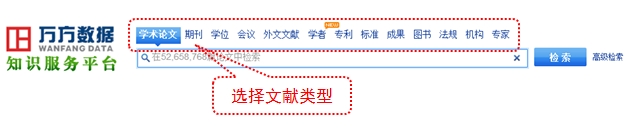 万方数据
WANFANG DATA
知识服务平台
学术论文 期刊 学位 会议 外文文献 学者 专利 标准 成果 图书 法规 机构 专家
NEW
在52,658,768篇论文中检索
检索
高级检索
选择文献类型